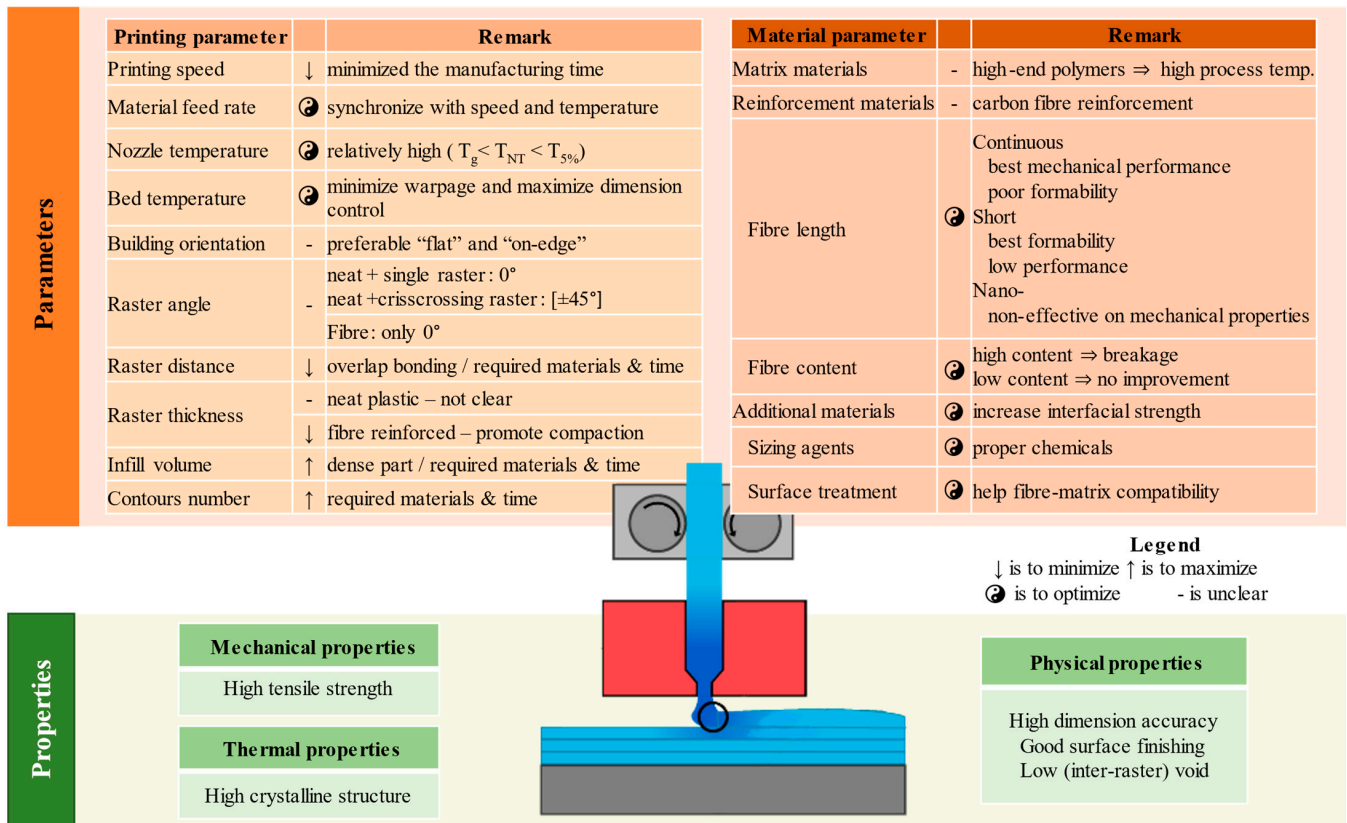 Parameters
Printing parameter Remark
Printing speed ↓ minimized the manufacturing time
Material feed rate ☯ synchronize with speed and temperature
Nozzle temperature ☯ relatively high ( Tg< TNT < T5%)
Bed temperature ☯ minimize warpage and maximize dimension
control
Building orientation - preferable “flat” and “on-edge”
Raster angle -
neat + single raster : 0°
neat +crisscrossing raster : [±45°]
Fibre: only 0°
Raster distance ↓ overlap bonding / required materials & time
Raster thickness
- neat plastic – not clear
↓ fibre reinforced – promote compaction
Infill volume ↑ dense part / required materials & time
Contours number ↑ required materials & time
Material parameter Remark
Matrix materials - high-end polymers ⇒ high process temp.
Reinforcement materials - carbon fibre reinforcement
Fibre length ☯
Continuous
best mechanical performance
poor formability
Short
best formability
low performance
Nano-
non-effective on mechanical properties
Fibre content ☯ high content ⇒ breakage
low content ⇒ no improvement
Additional materials ☯ increase interfacial strength
Sizing agents ☯ proper chemicals
Surface treatment ☯ help fibre-matrix compatibility
Legend
↓ is to minimize ↑ is to maximize
☯ is to optimize - is unclear
Properties
Mechanical properties
High tensile strength
Thermal properties
High crystalline structure
Physical properties
High dimension accuracy
Good surface finishing
Low (inter-raster) void